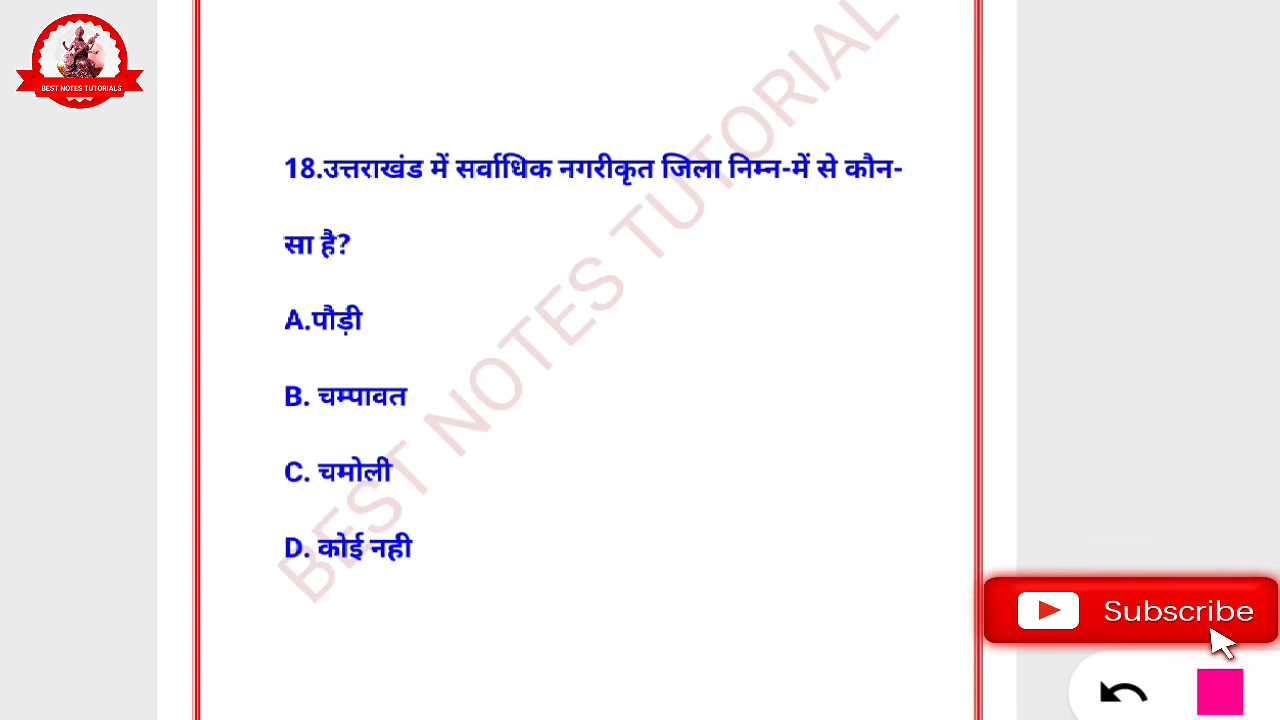 BEST NOTES TUTORIALS
18.उत्तराखंड में सर्वाधिक नगरीकृत जिला निम्न-में से कौन-
सा है?
A.पौड़ी
B. चम्पावत
C. चमोली
D. कोई नही
BEST NOTES TUTORIAL
Subscribe